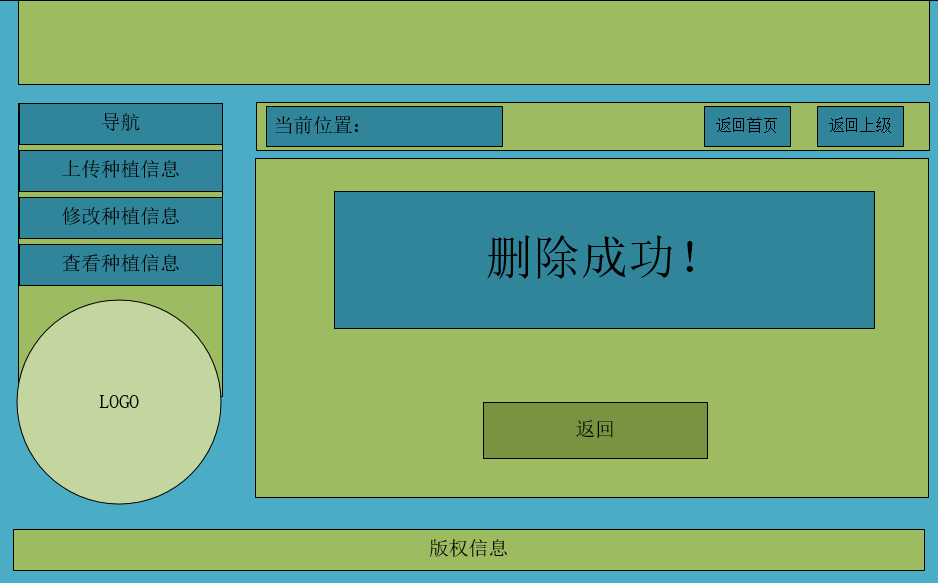 导航
上传种植信息
修改种植信息
查看种植信息
LOGO
当前位置：
返回首页
返回上级
删除成功！
返回
版权信息